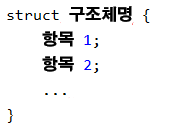 struct 구조체명 {
항목 1;
항목 2;
...
}